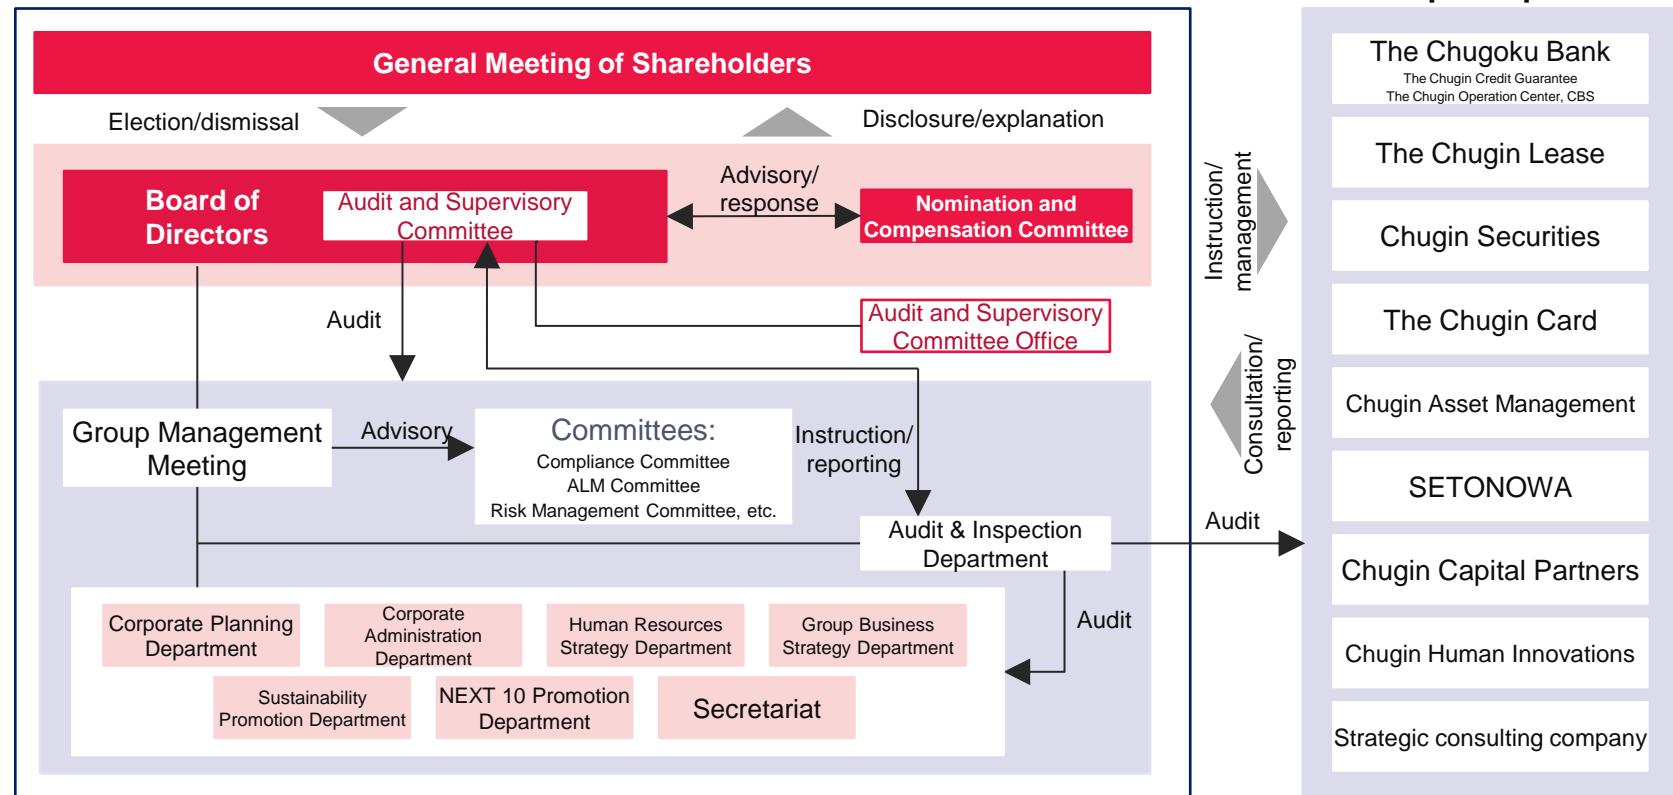 General Meeting of Shareholders
Election/dismissal
Disclosure/explanation
Board of
Directors
Audit and Supervisory
Committee
Advisory/
response
Nomination and
Compensation Committee
Audit
Audit and Supervisory
Committee Office
Group Management
Meeting
Advisory
Committees:
Compliance Committee
ALM Committee
Risk Management Committee, etc.
Instruction/
reporting
Audit & Inspection
Department
Audit
Corporate Planning
Department
Corporate
Administration
Department
Human Resources
Strategy Department
Group Business
Strategy Department
Sustainability
Promotion Department
NEXT 10 Promotion
Department
Secretariat
Instruction/
management
Consultation/
reporting
Audit
The Chugoku Bank
The Chugin Credit Guarantee
The Chugin Operation Center, CBS
The Chugin Lease
Chugin Securities
The Chugin Card
Chugin Asset Management
SETONOWA
Chugin Capital Partners
Chugin Human Innovations
Strategic consulting company